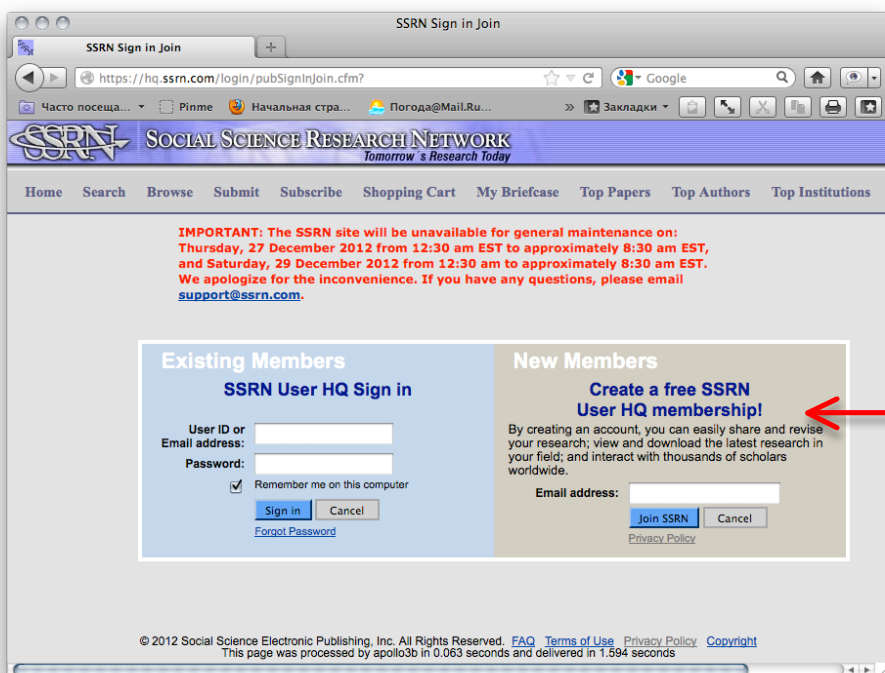 SSRN Sign in Join
SSRN Sign in Join
https://hq.ssrn.com/login/pubSignInJoin.cfm?
Google
Часто посеща...
Pinme
Начальная стра...
Погода@Mail.Ru...
»
Закладки
SSRN
SOCIAL SCIENCE RESEARCH NETWORK
Tomorrow´s Research Today
Home Search Browse Submit Subscribe Shopping Cart My Briefcase Top Papers Top Authors Top Institutions
IMPORTANT: The SSRN site will be unavailable for general maintenance on:
Thursday, 27 December 2012 from 12:30 am EST to approximately 8:30 am EST,
and Saturday, 29 December 2012 from 12:30 am to approximately 8:30 am EST.
We apologize for the inconvenience. If you have any questions, please email
support@ssrn.com.
Existing Members
SSRN User HQ Sign in
User ID or
Email address:
Password:
Remember me on this computer
Sign in Cancel
Forgot Password
New Members
Create a free SSRN
User HQ membership!
By creating an account, you can easily share and revise
your research; view and download the latest research in
your field; and interact with thousands of scholars
worldwide.
Email address:
Join SSRN Cancel
Privacy Policy
© 2012 Social Science Electronic Publishing, Inc. All Rights Reserved. FAQ Terms of Use Privacy Policy Copyright
This page was processed by apollo3b in 0.063 seconds and delivered in 1.594 seconds